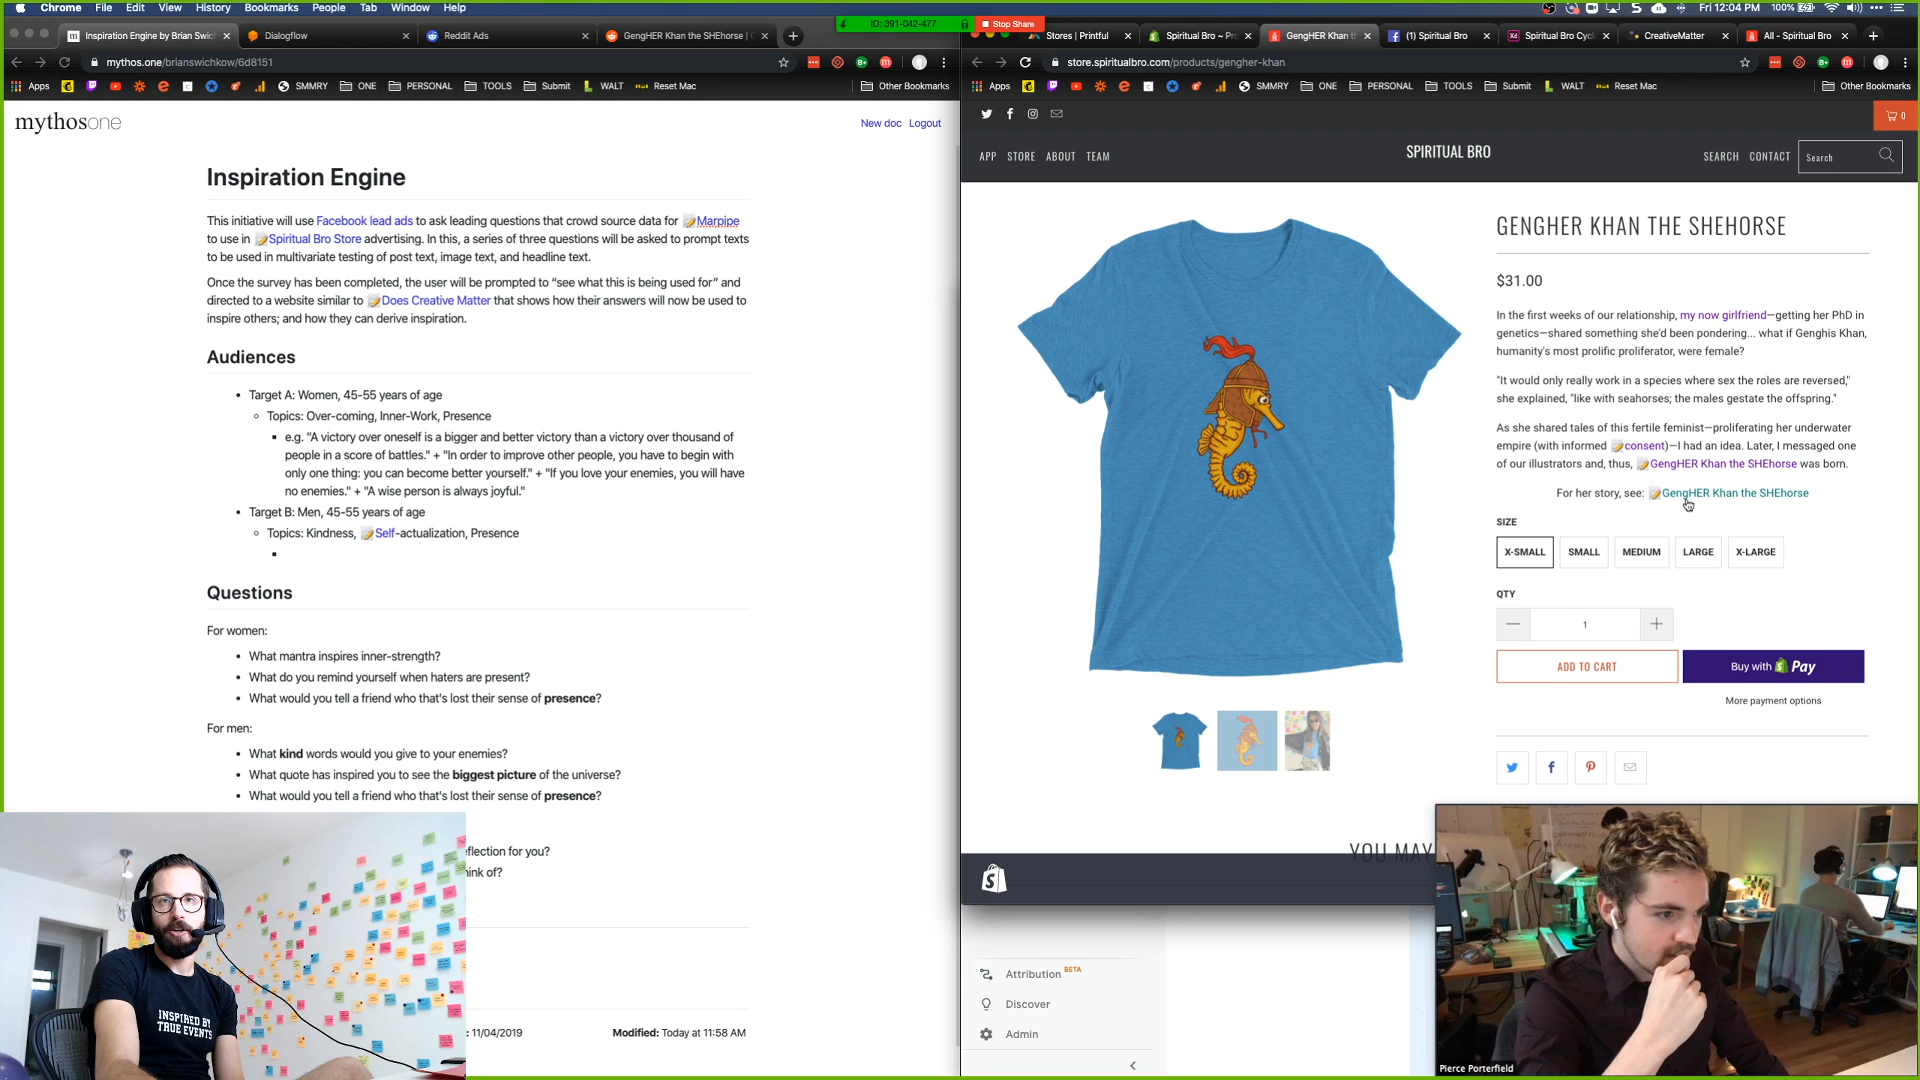 Chrome File Edit View History Bookmarks People Tab Window Help
Fri 12:04 PM 100%
ID: 391-042-477 Stop Share
Inspiration Engine by Brian Swic
Dialogflow
Reddit Ads
GengHER Khan the SHEhorse | C
mythos.one/brianswichkow/6d8151
Apps SMMRY ONE PERSONAL TOOLS Submit WALT Reset Mac Other Bookmarks
mythosone
New doc Logout
Inspiration Engine
This initiative will use Facebook lead ads to ask leading questions that crowd source data for Marpipe
to use in Spiritual Bro Store advertising. In this, a series of three questions will be asked to prompt texts
to be used in multivariate testing of post text, image text, and headline text.
Once the survey has been completed, the user will be prompted to “see what this is being used for” and
directed to a website similar to Does Creative Matter that shows how their answers will now be used to
inspire others; and how they can derive inspiration.
Audiences
• Target A: Women, 45-55 years of age
Topics: Over-coming, Inner-Work, Presence
e.g. "A victory over oneself is a bigger and better victory than a victory over thousand of
people in a score of battles." + "In order to improve other people, you have to begin with
only one thing: you can become better yourself." + "If you love your enemies, you will have
no enemies." + "A wise person is always joyful."
• Target B: Men, 45-55 years of age
Topics: Kindness, Self-actualization, Presence
Questions
For women:
• What mantra inspires inner-strength?
• What do you remind yourself when haters are present?
• What would you tell a friend who that's lost their sense of presence?
For men:
• What kind words would you give to your enemies?
• What quote has inspired you to see the biggest picture of the universe?
• What would you tell a friend who that's lost their sense of presence?
flection for you?
ink of?
: 11/04/2019
Modified: Today at 11:58 AM
INSPIRED BY
TRUE EVENTS
Stores | Printful
Spiritual Bro ~ Pr
GengHER Khan th
(1) Spiritual Bro
Spiritual Bro Cyc
CreativeMatter
All - Spiritual Bro
store.spiritualbro.com/products/gengher-khan
Apps SMMRY ONE PERSONAL TOOLS Submit WALT Reset Mac Other Bookmarks
0
APP STORE ABOUT TEAM
SPIRITUAL BRO
SEARCH CONTACT Search
GENGHER KHAN THE SHEHORSE
$31.00
In the first weeks of our relationship, my now girlfriend—getting her PhD in
genetics—shared something she'd been pondering... what if Genghis Khan,
humanity's most prolific proliferator, were female?
"It would only really work in a species where sex the roles are reversed,"
she explained, "like with seahorses; the males gestate the offspring."
As she shared tales of this fertile feminist—proliferating her underwater
empire (with informed consent)—I had an idea. Later, I messaged one
of our illustrators and, thus, GengHER Khan the SHEhorse was born.
For her story, see: GengHER Khan the SHEhorse
SIZE
X-SMALL SMALL MEDIUM LARGE X-LARGE
QTY
1
ADD TO CART
Buy with Pay
More payment options
YOU MAY
Attribution BETA
Discover
Admin
Pierce Porterfield